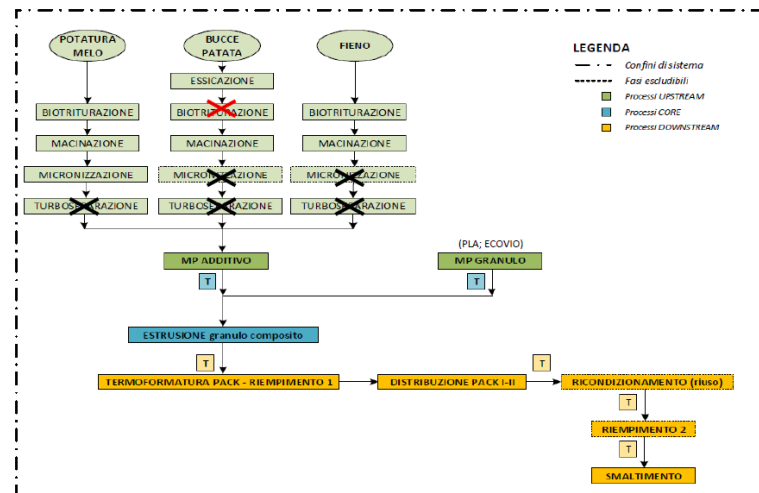 POTATURA
MELO
BUCCE
PATATA
FIENO
LEGENDA
Confini di sistema
Fasi escludibili
Processi UPSTREAM
Processi CORE
Processi DOWNSTREAM
ESSICAZIONE
BIOTRITURAZIONE
BIOTRITURAZIONE
BIOTRITURAZIONE
MACINAZIONE
MACINAZIONE
MACINAZIONE
MICRONIZZAZIONE
MICRONIZZAZIONE
MICRONIZZAZIONE
TURBOSEPARAZIONE
TURBOSEPARAZIONE
TURBOSEPARAZIONE
(PLA; ECOVIO)
MP ADDITIVO
MP GRANULO
T
T
ESTRUSIONE granulo composito
T
T
TERMOFORMATURA PACK - RIEMPIMENTO 1
DISTRIBUZIONE PACK I-II
RICONDIZIONAMENTO (riuso)
T
RIEMPIMENTO 2
T
SMALTIMENTO